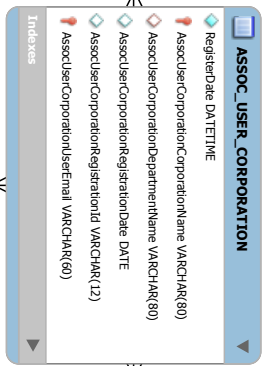 ASSOC_USER_CORPORATION
RegisterDate DATETIME
AssocUserCorporationCorporationName VARCHAR(80)
AssocUserCorporationDepartmentName VARCHAR(80)
AssocUserCorporationRegistrationDate DATE
AssocUserCorporationRegistrationId VARCHAR(12)
AssocUserCorporationUserEmail VARCHAR(60)
Indexes